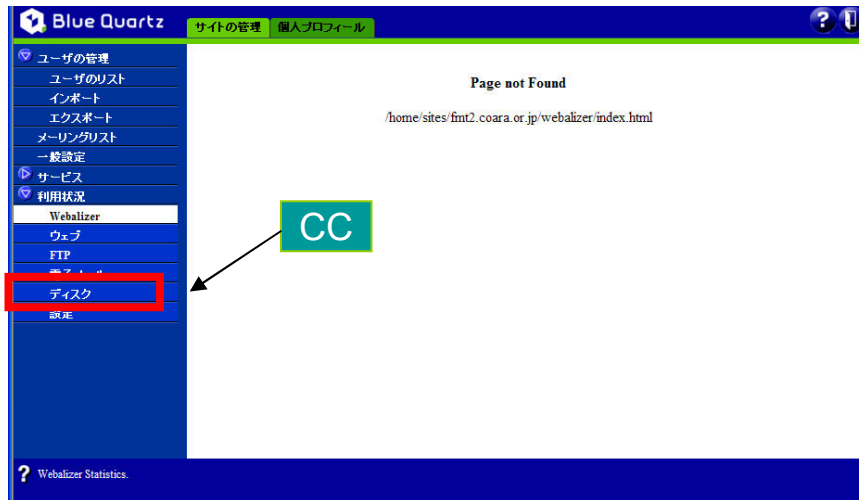 Blue Quartz
サイトの管理 個人プロフィール
ユーザの管理
ユーザのリスト
インポート
エクスポート
メーリングリスト
一般設定
サービス
利用状況
Webalizer
ウェブ
FTP
ディスク
設定
Page not Found
/home/sites/fmt2.coara.or.jp/webalizer/index.html
CC
? Webalizer Statistics.